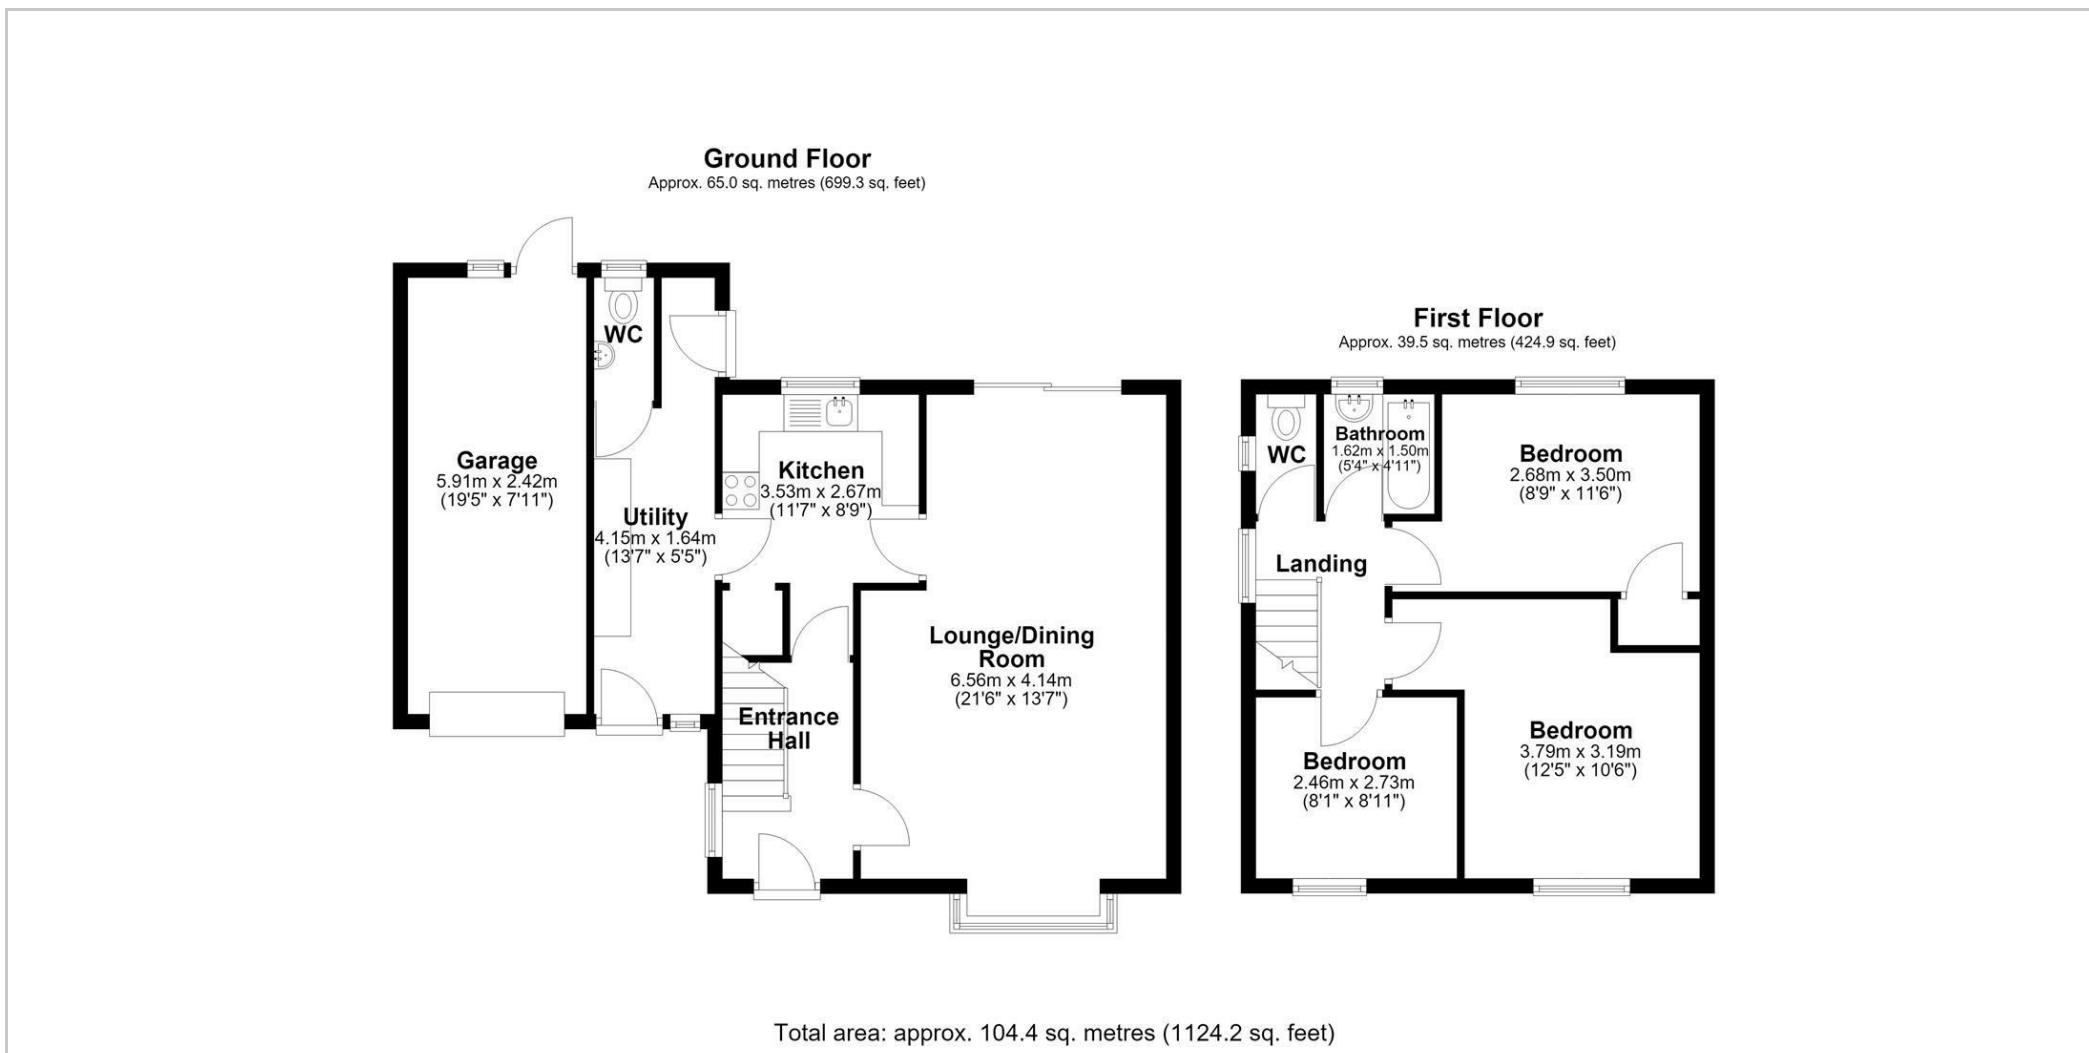 Ground Floor
Approx. 65.0 sq. metres (699.3 sq. feet)
WC
Garage
5.91m x 2.42m
(19'5" x 7'11")
Utility
4.15m x 1.64m
(13'7" x 5'5")
Kitchen
3.53m x 2.67m
(11'7" x 8'9")
Lounge/Dining
Room
6.56m x 4.14m
(21'6" x 13'7")
Entrance
Hall
First Floor
Approx. 39.5 sq. metres (424.9 sq. feet)
WC
Bathroom
1.62m x 1.50m
(5'4" x 4'11")
Bedroom
2.68m x 3.50m
(8'9" x 11'6")
Landing
Bedroom
2.46m x 2.73m
(8'1" x 8'11")
Bedroom
3.79m x 3.19m
(12'5" x 10'6")
Total area: approx. 104.4 sq. metres (1124.2 sq. feet)